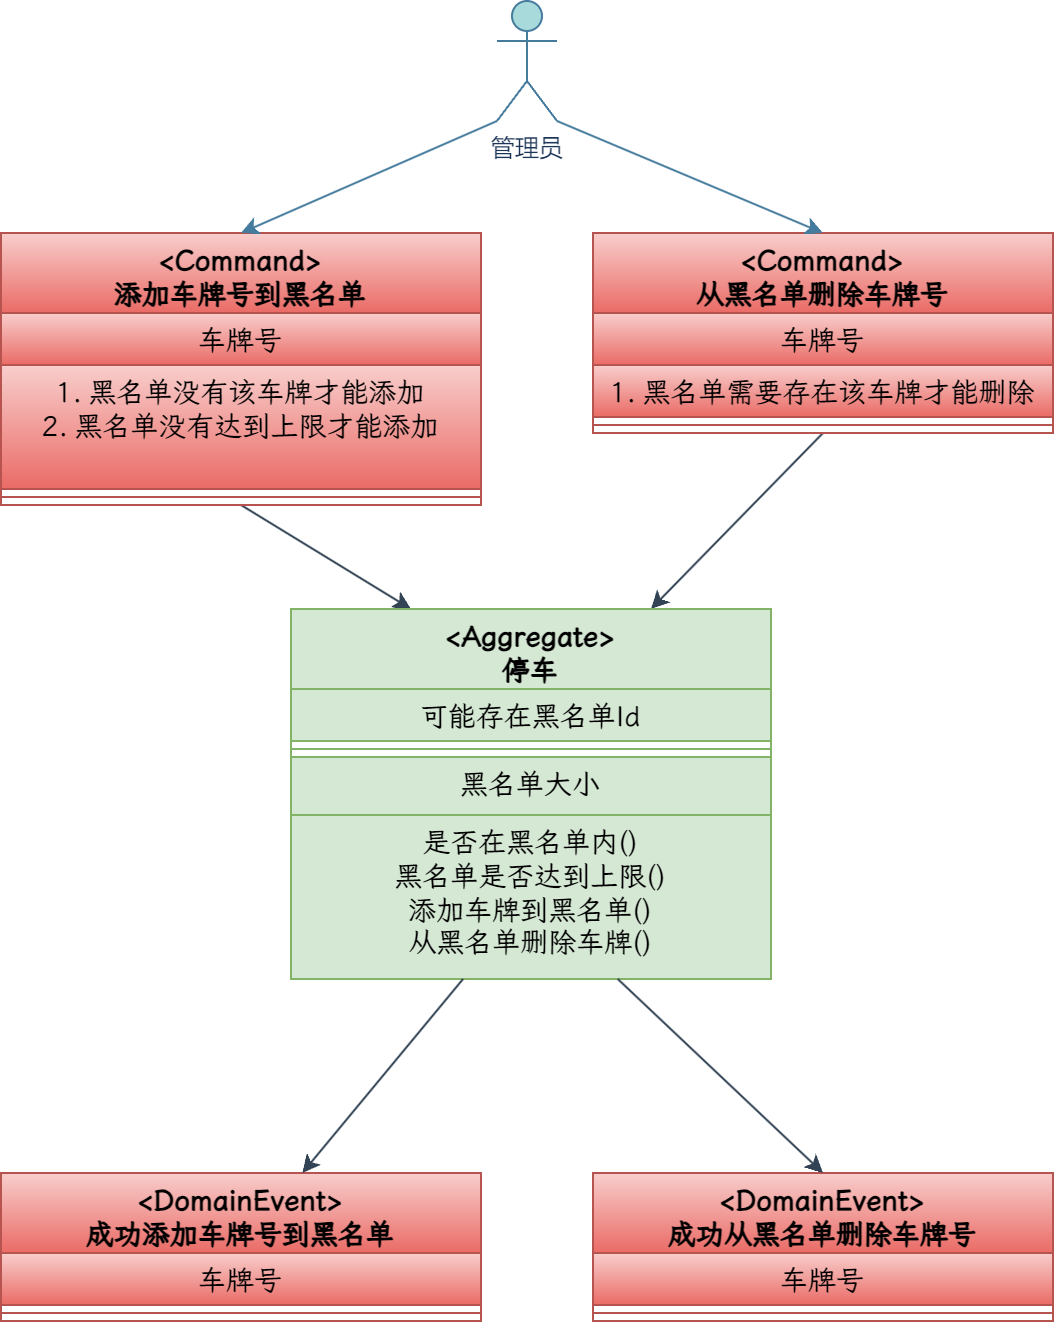 管理员
<Command>
添加车牌号到黑名单
车牌号
1. 黑名单没有该车牌才能添加
2. 黑名单没有达到上限才能添加
<Command>
从黑名单删除车牌号
车牌号
1. 黑名单需要存在该车牌才能删除
<Aggregate>
停车
可能存在黑名单Id
黑名单大小
是否在黑名单内()
黑名单是否达到上限()
添加车牌到黑名单()
从黑名单删除车牌()
<DomainEvent>
成功添加车牌号到黑名单
车牌号
<DomainEvent>
成功从黑名单删除车牌号
车牌号